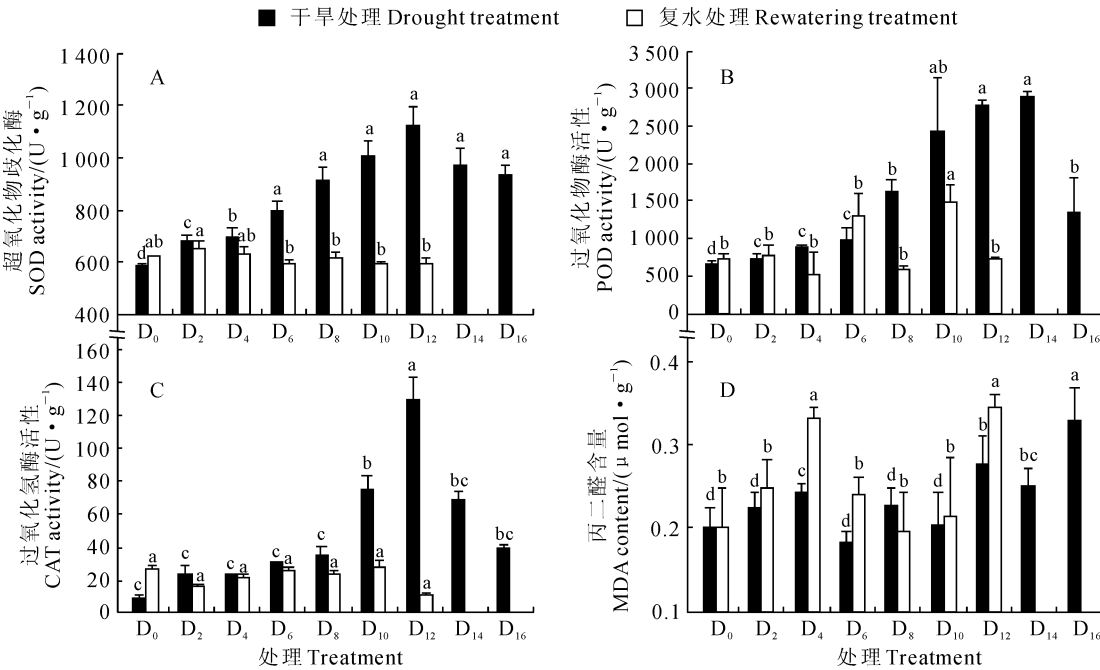 干旱处理 Drought treatment 复水处理 Rewatering treatment
超氧化物歧化酶
SOD activity/(U·g⁻¹)
1 400
1 200
1 000
800
600
400
A
d ab c a b ab a b a b a b a b a a
D₀ D₂ D₄ D₆ D₈ D₁₀ D₁₂ D₁₄ D₁₆
过氧化物酶活性
POD activity/(U·g⁻¹)
3 500
3 000
2 500
2 000
1 500
1 000
500
0
B
d b b b c b c b b b ab a a b a b
D₀ D₂ D₄ D₆ D₈ D₁₀ D₁₂ D₁₄ D₁₆
过氧化氢酶活性
CAT activity/(U·g⁻¹)
160
140
120
100
80
60
40
20
0
C
c a c a c a c a c a b a a a bc bc
D₀ D₂ D₄ D₆ D₈ D₁₀ D₁₂ D₁₄ D₁₆
处理 Treatment
丙二醛含量
MDA content/(μmol·g⁻¹)
0.4
0.3
0.2
0.1
D
d b d b c a d b d b d b b a bc a
D₀ D₂ D₄ D₆ D₈ D₁₀ D₁₂ D₁₄ D₁₆
处理 Treatment